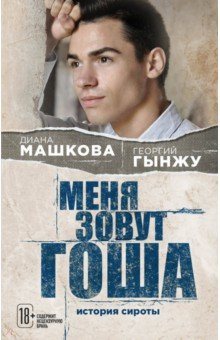 ДИАНА
МАШКОВА
ГЕОРГИЙ
ГЫНЖУ
МЕНЯ
ЗОВУТ
ГОША
история сироты
18+
СОДЕРЖИТ
НЕЦЕНЗУРНУЮ
БРАНЬ